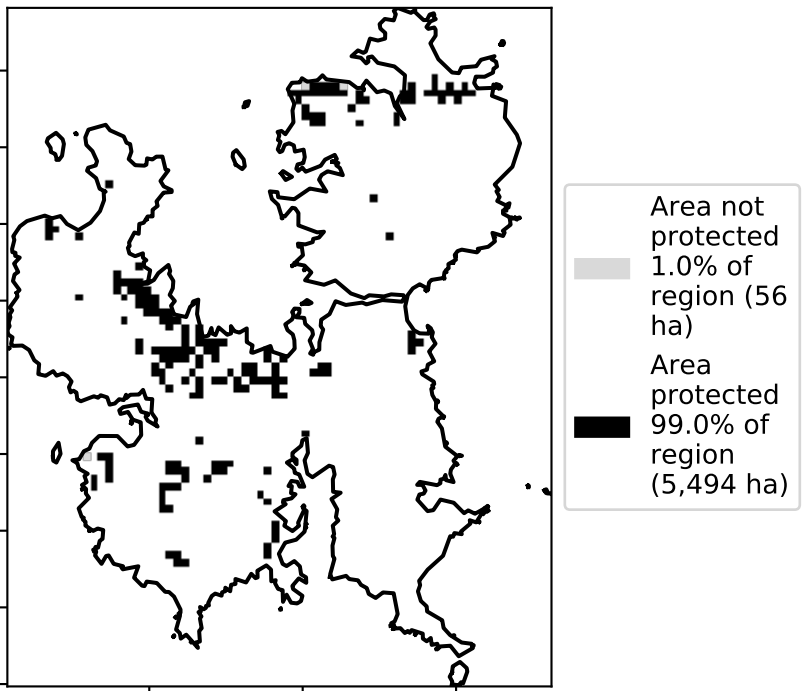 Area not
protected
1.0% of
region (56
ha)
Area
protected
99.0% of
region
(5,494 ha)